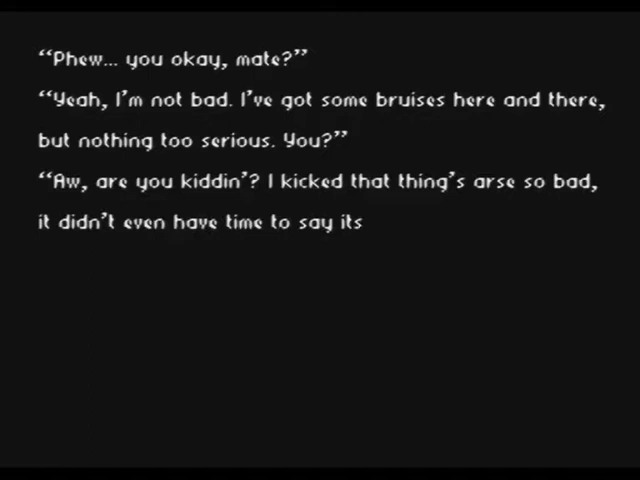 “Phew... you okay, mate?”
“Yeah, I’m not bad. I’ve got some bruises here and there,
but nothing too serious. You?”
“Aw, are you kiddin’? I kicked that thing’s arse so bad,
it didn’t even have time to say its